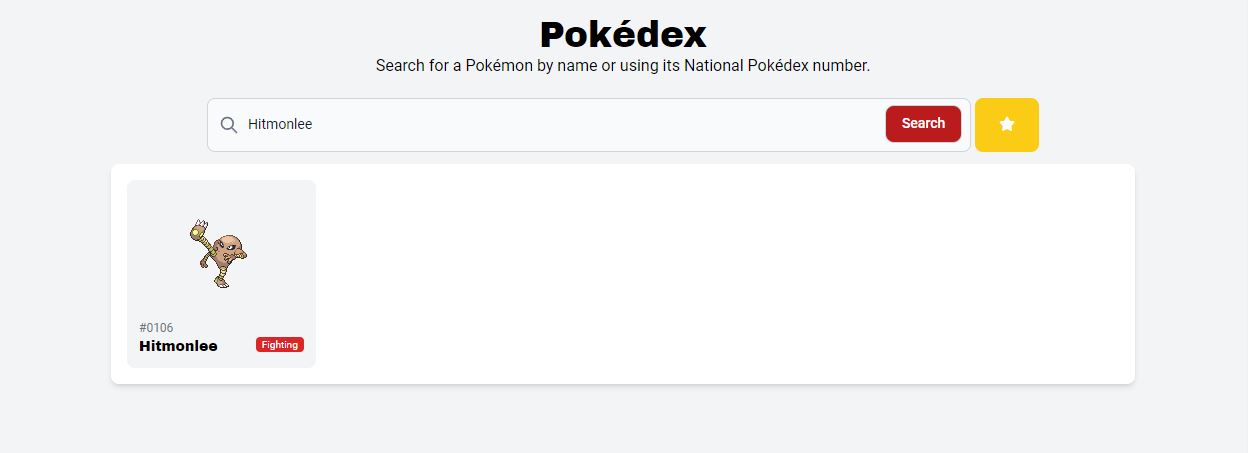 Pokédex
Search for a Pokémon by name or using its National Pokédex number.
Hitmonlee
Search
#0106
Hitmonlee
Fighting